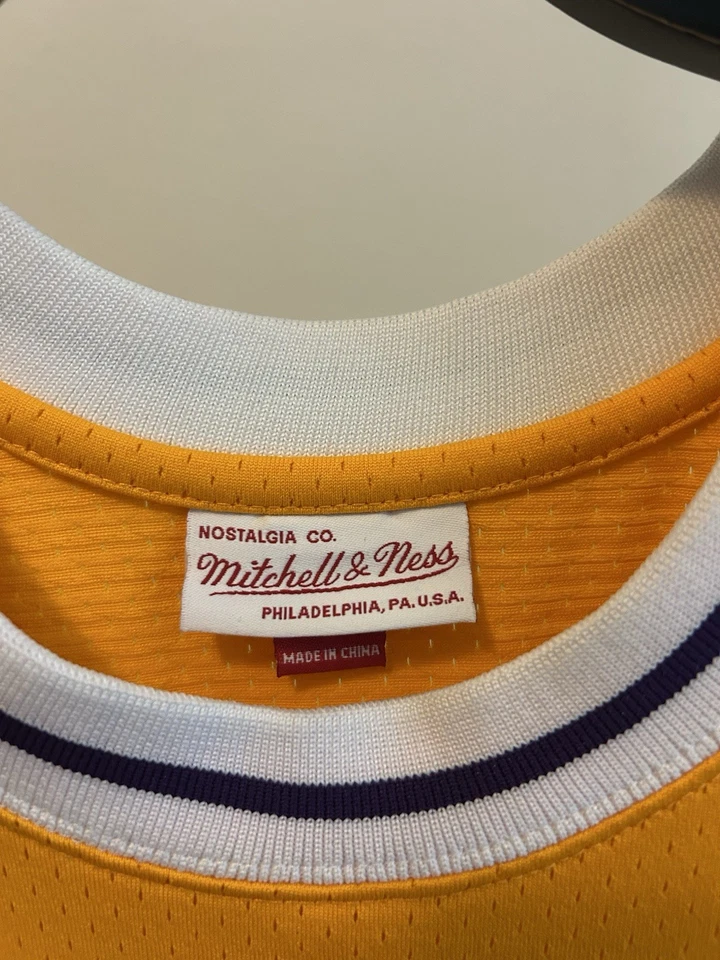 NOSTALGIA CO.
Mitchell & Ness
PHILADELPHIA, PA. U.S.A.
MADE IN CHINA